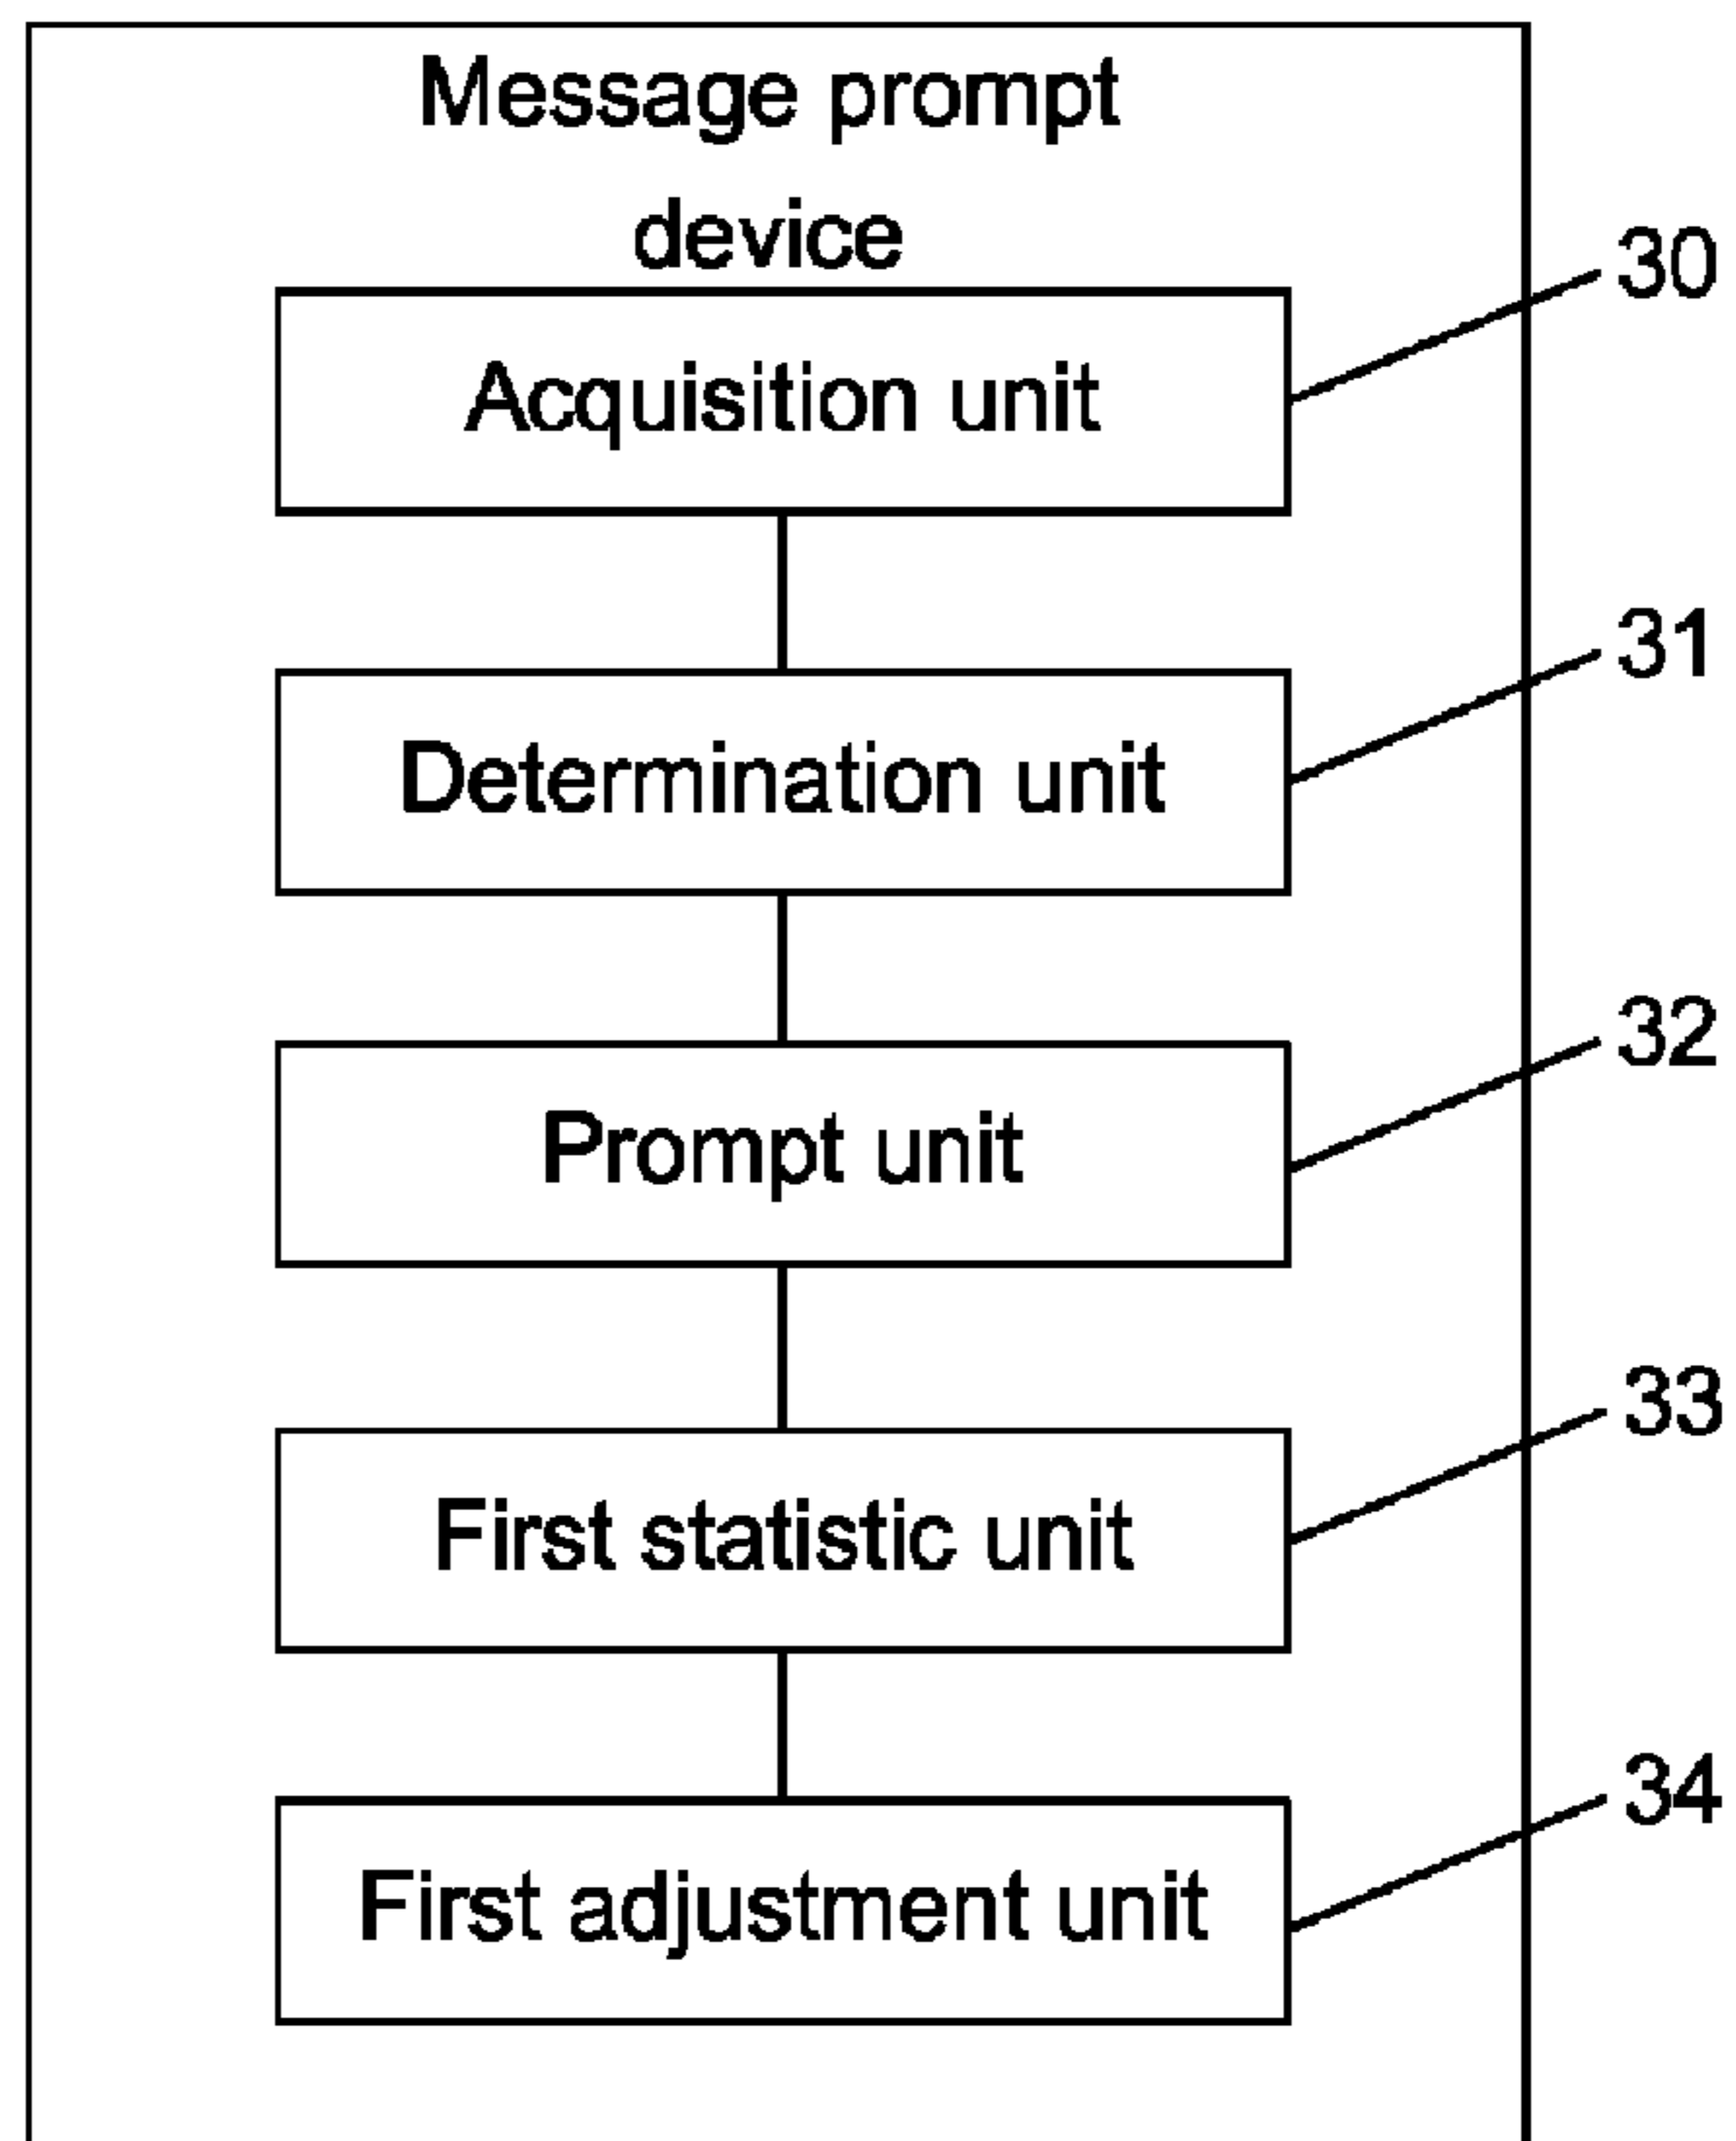 Message prompt
device
30
Acquisition unit
31
Determination unit
32
Prompt unit
33
First statistic unit
34
First adjustment unit